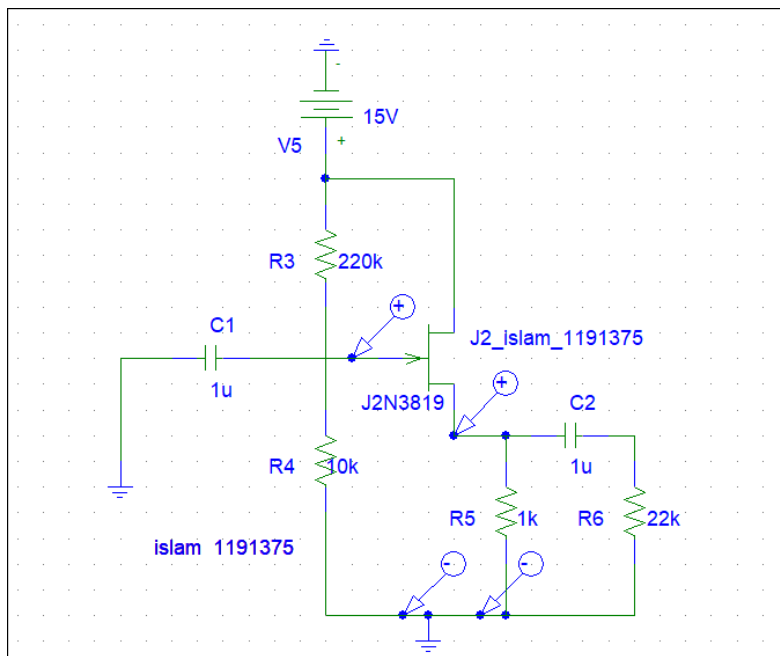 -
15V
V5
+
R3
220k
+
C1
J2_islam_1191375
1u
+
J2N3819
C2
R4
10k
1u
R5
1k
R6
22k
islam 1191375
-
-